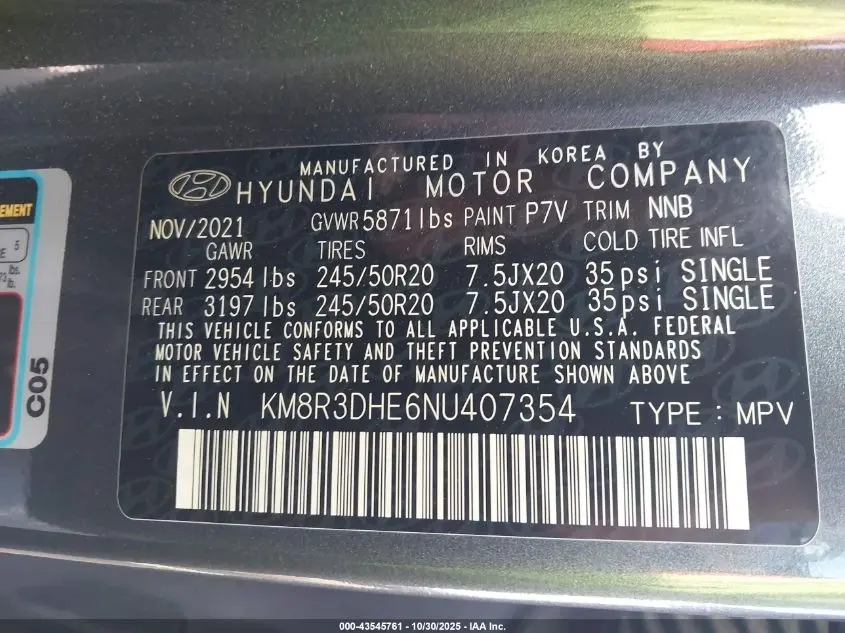 MANUFACTURED IN KOREA BY
HYUNDAI MOTOR COMPANY
NOV/2021 GVWR 5871lbs PAINT P7V TRIM NNB
GAWR TIRES RIMS COLD TIRE INFL
FRONT 2954 lbs 245/50R20 7.5JX20 35psi SINGLE
REAR 3197 lbs 245/50R20 7.5JX20 35psi SINGLE
THIS VEHICLE CONFORMS TO ALL APPLICABLE U.S.A. FEDERAL
MOTOR VEHICLE SAFETY AND THEFT PREVENTION STANDARDS
IN EFFECT ON THE DATE OF MANUFACTURE SHOWN ABOVE
V.I.N KM8R3DHE6NU407354 TYPE : MPV
5
lbs.
lb.
C05
000-43545761 - 10/30/2025 - IAA Inc.